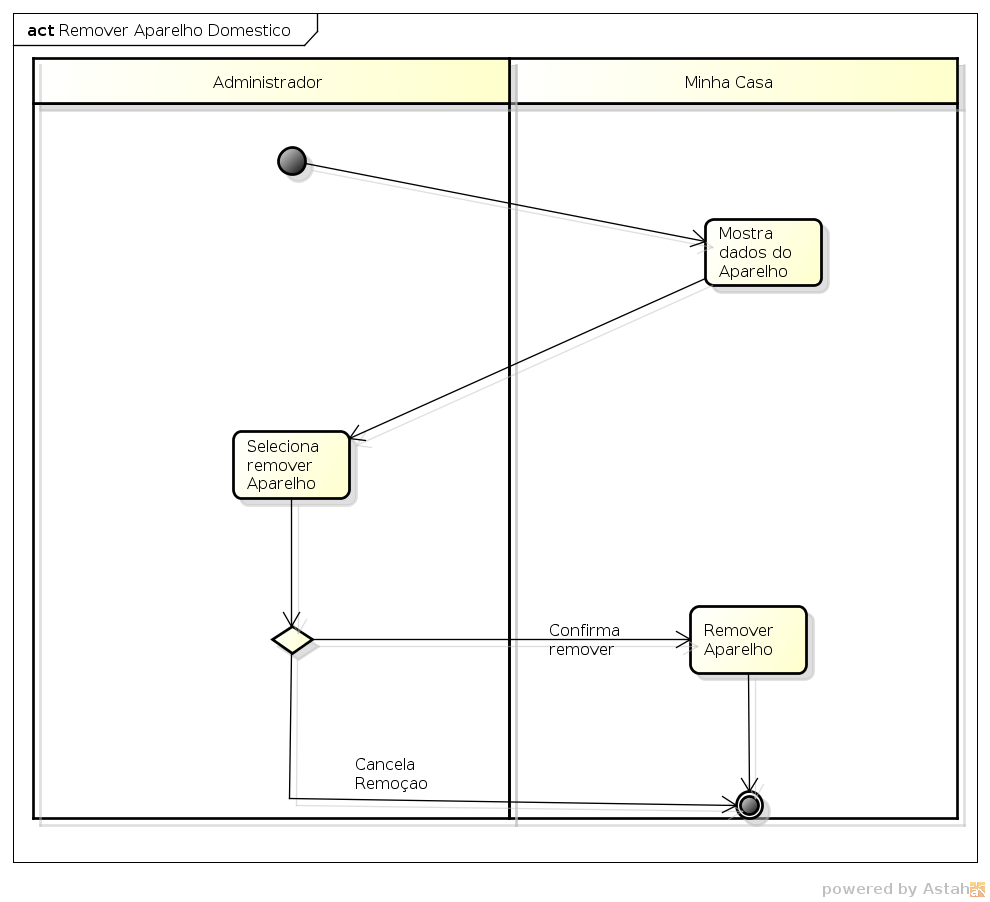 act Remover Aparelho Domestico
Administrador
Minha Casa
Mostra
dados do
Aparelho
Seleciona
remover
Aparelho
Confirma
remover
Remover
Aparelho
Cancela
Remoçao
powered by Astah